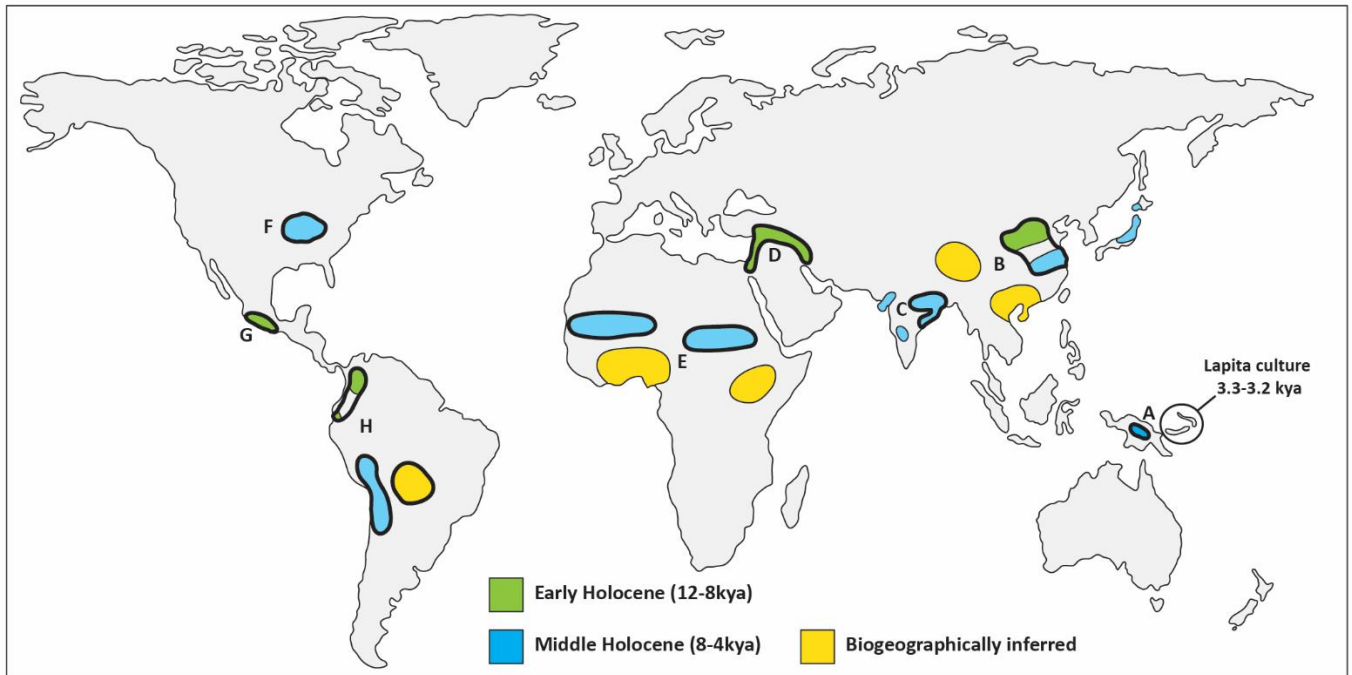 F
D
B
G
C
E
Lapita culture
3.3-3.2 kya
A
H
Early Holocene (12-8kya)
Middle Holocene (8-4kya)
Biogeographically inferred